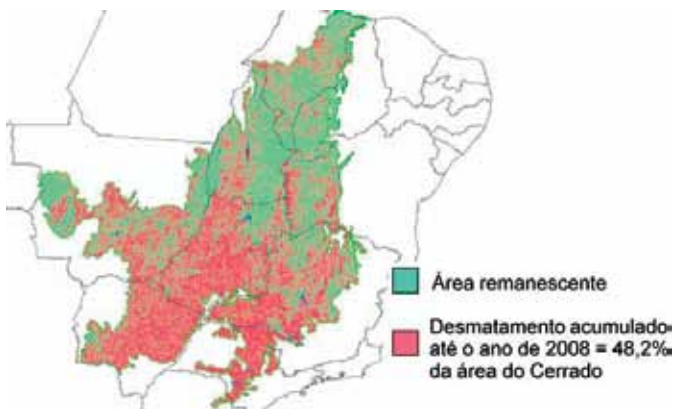 Área remanescente
Desmatamento acumulado
até o ano de 2008 = 48,2%
da área do Cerrado